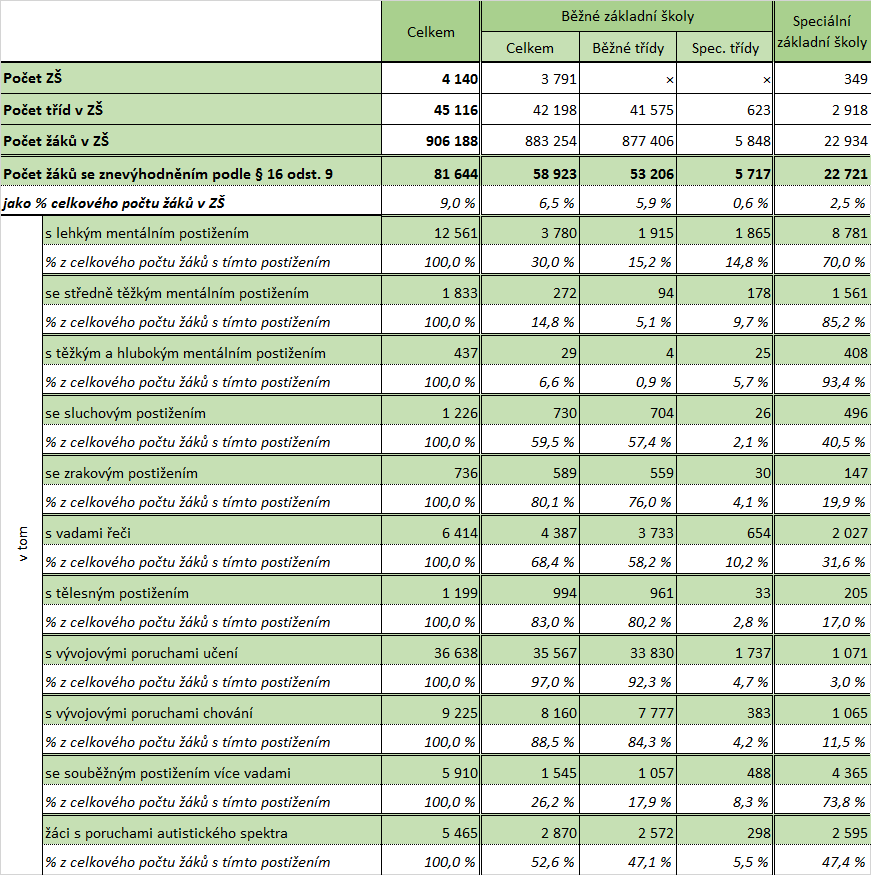 Celkem Běžné základní školy Speciální základní školy
Celkem Běžné třídy Spec. třídy
Počet ZŠ 4 140 3 791 × × 349
Počet tříd v ZŠ 45 116 42 198 41 575 623 2 918
Počet žáků v ZŠ 906 188 883 254 877 406 5 848 22 934
Počet žáků se znevýhodněním podle § 16 odst. 9 81 644 58 923 53 206 5 717 22 721
jako % celkového počtu žáků v ZŠ 9,0 % 6,5 % 5,9 % 0,6 % 2,5 %
v tom
s lehkým mentálním postižením 12 561 3 780 1 915 1 865 8 781
% z celkového počtu žáků s tímto postižením 100,0 % 30,0 % 15,2 % 14,8 % 70,0 %
se středně těžkým mentálním postižením 1 833 272 94 178 1 561
% z celkového počtu žáků s tímto postižením 100,0 % 14,8 % 5,1 % 9,7 % 85,2 %
s těžkým a hlubokým mentálním postižením 437 29 4 25 408
% z celkového počtu žáků s tímto postižením 100,0 % 6,6 % 0,9 % 5,7 % 93,4 %
se sluchovým postižením 1 226 730 704 26 496
% z celkového počtu žáků s tímto postižením 100,0 % 59,5 % 57,4 % 2,1 % 40,5 %
se zrakovým postižením 736 589 559 30 147
% z celkového počtu žáků s tímto postižením 100,0 % 80,1 % 76,0 % 4,1 % 19,9 %
s vadami řeči 6 414 4 387 3 733 654 2 027
% z celkového počtu žáků s tímto postižením 100,0 % 68,4 % 58,2 % 10,2 % 31,6 %
s tělesným postižením 1 199 994 961 33 205
% z celkového počtu žáků s tímto postižením 100,0 % 83,0 % 80,2 % 2,8 % 17,0 %
s vývojovými poruchami učení 36 638 35 567 33 830 1 737 1 071
% z celkového počtu žáků s tímto postižením 100,0 % 97,0 % 92,3 % 4,7 % 3,0 %
s vývojovými poruchami chování 9 225 8 160 7 777 383 1 065
% z celkového počtu žáků s tímto postižením 100,0 % 88,5 % 84,3 % 4,2 % 11,5 %
se souběžným postižením více vadami 5 910 1 545 1 057 488 4 365
% z celkového počtu žáků s tímto postižením 100,0 % 26,2 % 17,9 % 8,3 % 73,8 %
žáci s poruchami autistického spektra 5 465 2 870 2 572 298 2 595
% z celkového počtu žáků s tímto postižením 100,0 % 52,6 % 47,1 % 5,5 % 47,4 %